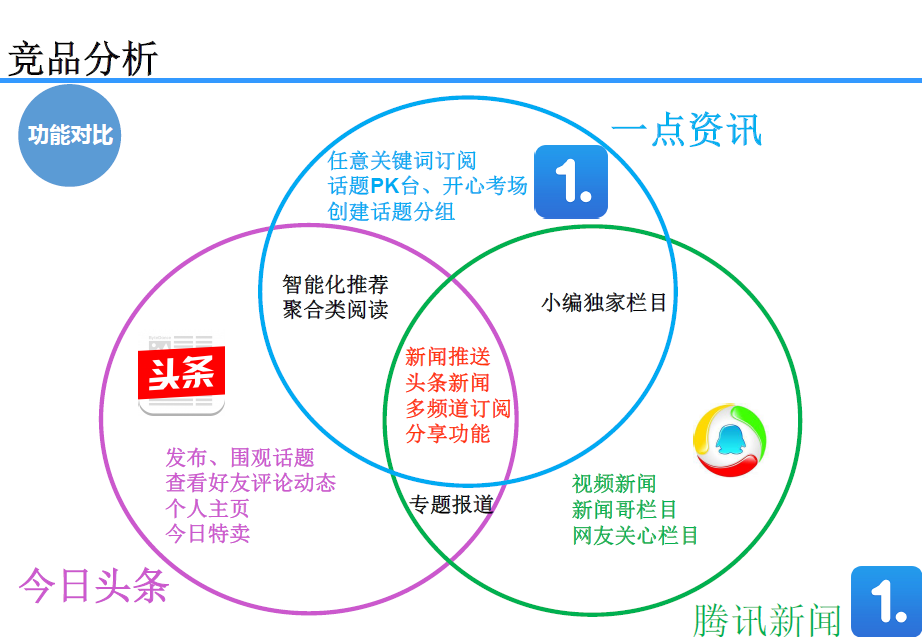 竞品分析
功能对比
一点资讯
任意关键词订阅
话题PK台、开心考场
创建话题分组
1.
智能化推荐
聚合类阅读
小编独家栏目
头条
新闻推送
头条新闻
多频道订阅
分享功能
发布、围观话题
查看好友评论动态
个人主页
今日特卖
专题报道
视频新闻
新闻哥栏目
网友关心栏目
今日头条
腾讯新闻
1.